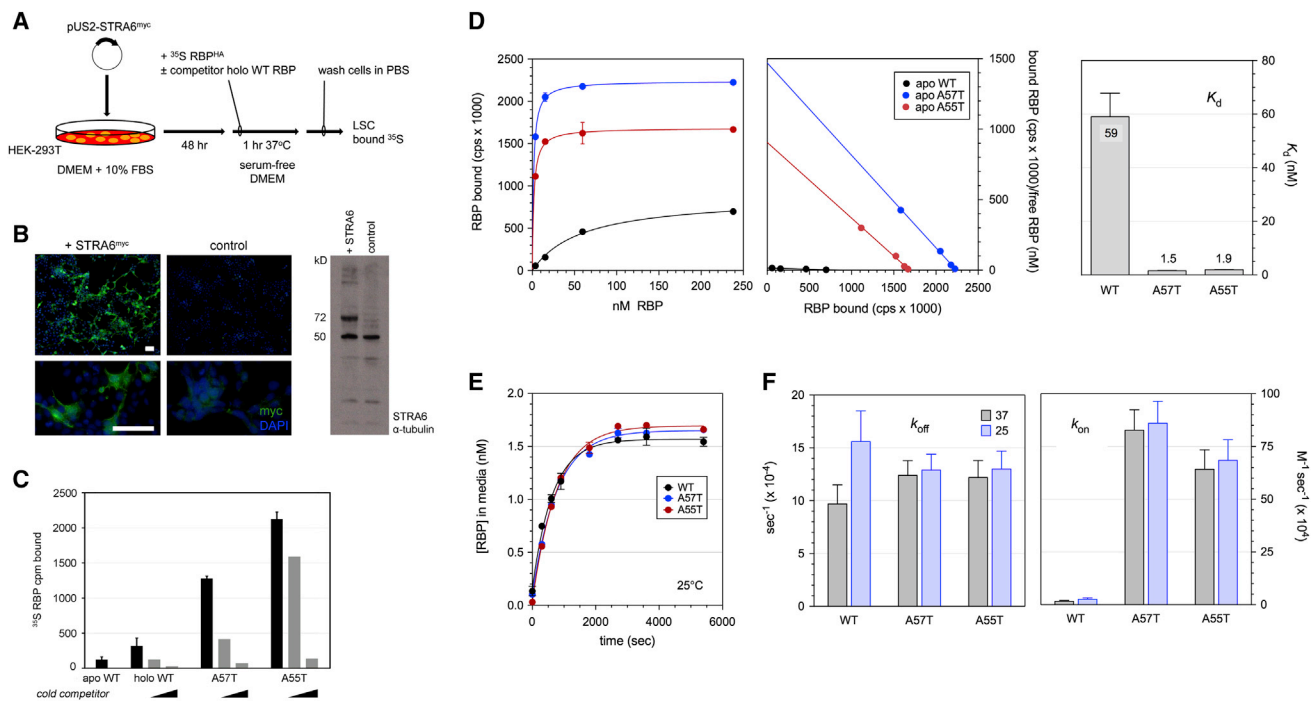 A
pUS2-STRA6myc
+ 35S RBPHA
± competitor holo WT RBP
wash cells in PBS
HEK-293T
48 hr
1 hr 37oC
LSC
bound 35S
DMEM + 10% FBS
serum-free
DMEM
B
+ STRA6myc
control
+ STRA6
control
kD
72
50
myc
DAPI
STRA6
α-tubulin
C
2500
2000
1500
1000
500
0
35S RBP cpm bound
apo WT
holo WT
A57T
A55T
cold competitor
D
2500
2000
1500
1000
500
0
RBP bound (cps x 1000)
0
50
100
150
200
250
nM RBP
apo WT
apo A57T
apo A55T
1500
1000
500
0
bound RBP (cps x 1000)/free RBP (nM)
0
500
1000
1500
2000
2500
RBP bound (cps x 1000)
Kd
59
1.5
1.9
80
60
40
20
0
Kd (nM)
WT
A57T
A55T
E
2.0
1.5
1.0
0.5
0.0
[RBP] in media (nM)
WT
A57T
A55T
25°C
0
2000
4000
6000
time (sec)
F
20
15
10
5
0
sec-1 (x 10-4)
koff
37
25
WT
A57T
A55T
kon
100
75
50
25
0
M-1 sec-1 (x 104)
WT
A57T
A55T